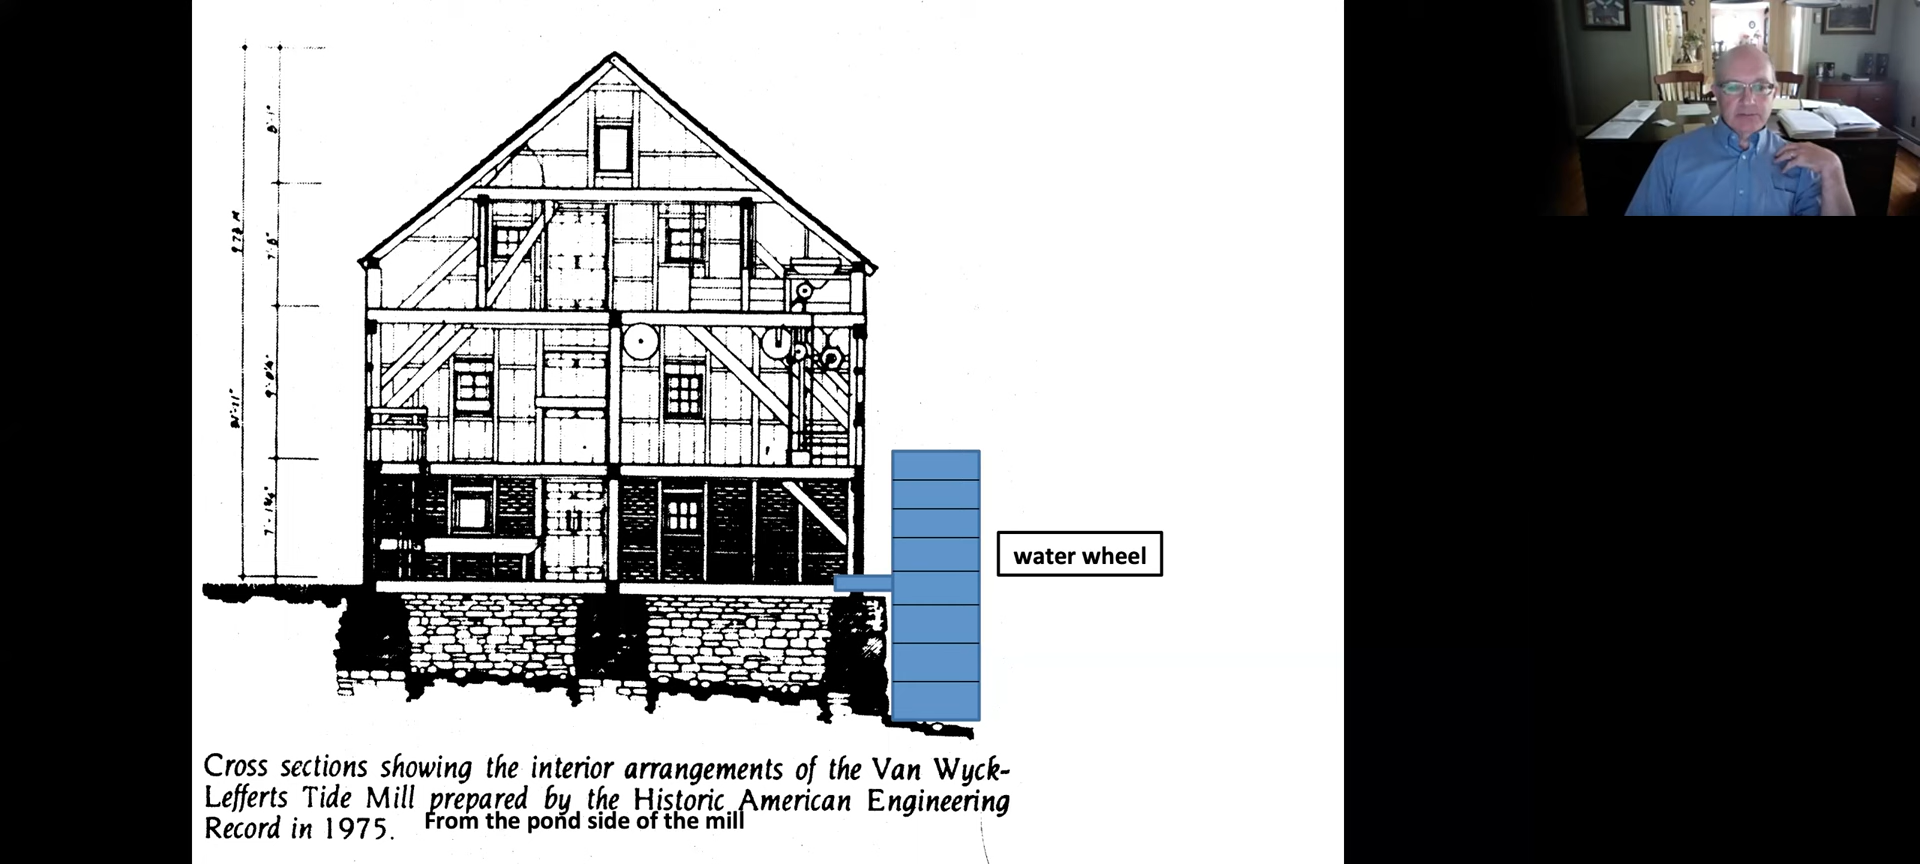 water wheel
Cross sections showing the interior arrangements of the Van Wyck-
Lefferts Tide Mill prepared by the Historic American Engineering
Record in 1975.
From the pond side of the mill